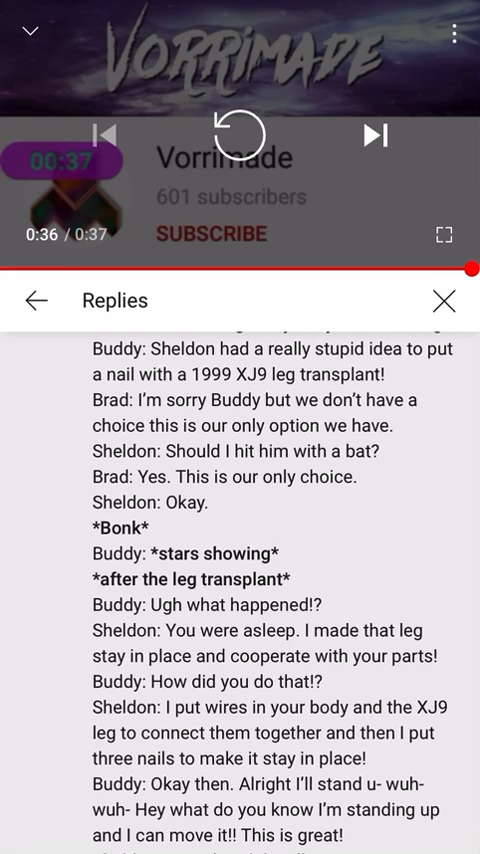 VORRIMADE
00:37
Vorrimade
601 subscribers
SUBSCRIBE
0:36 / 0:37
Replies
Buddy: Sheldon had a really stupid idea to put
a nail with a 1999 XJ9 leg transplant!
Brad: I’m sorry Buddy but we don’t have a
choice this is our only option we have.
Sheldon: Should I hit him with a bat?
Brad: Yes. This is our only choice.
Sheldon: Okay.
*Bonk*
Buddy: *stars showing*
*after the leg transplant*
Buddy: Ugh what happened!?
Sheldon: You were asleep. I made that leg
stay in place and cooperate with your parts!
Buddy: How did you do that!?
Sheldon: I put wires in your body and the XJ9
leg to connect them together and then I put
three nails to make it stay in place!
Buddy: Okay then. Alright I’ll stand u- wuh-
wuh- Hey what do you know I’m standing up
and I can move it!! This is great!